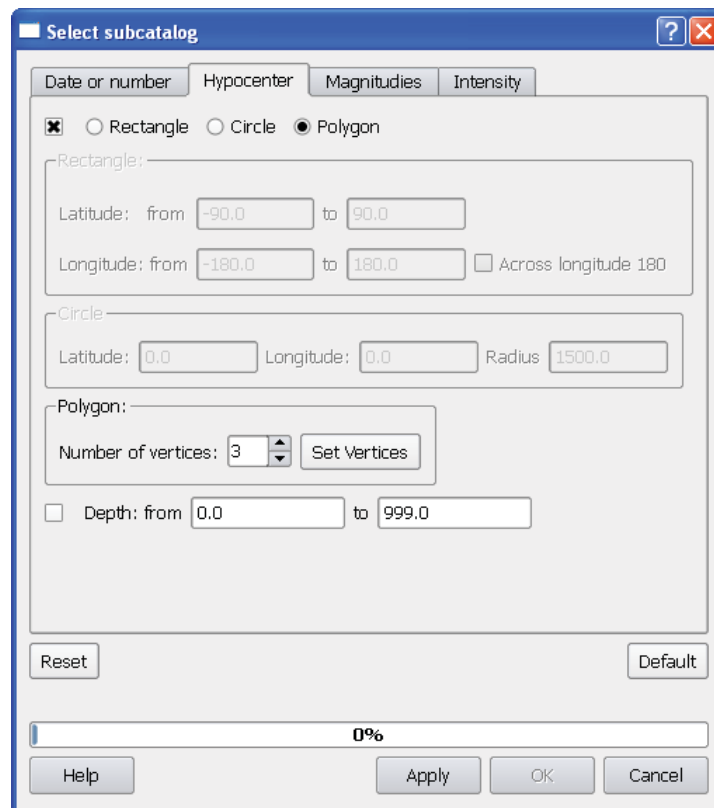 Select subcatalog
Date or number Hypocenter Magnitudies Intensity
Rectangle Circle Polygon
Rectangle:
Latitude: from -90.0 to 90.0
Longitude: from -180.0 to 180.0 Across longitude 180
Circle
Latitude: 0.0 Longitude: 0.0 Radius 1500.0
Polygon:
Number of vertices: 3 Set Vertices
Depth: from 0.0 to 999.0
Reset Default
0%
Help Apply OK Cancel